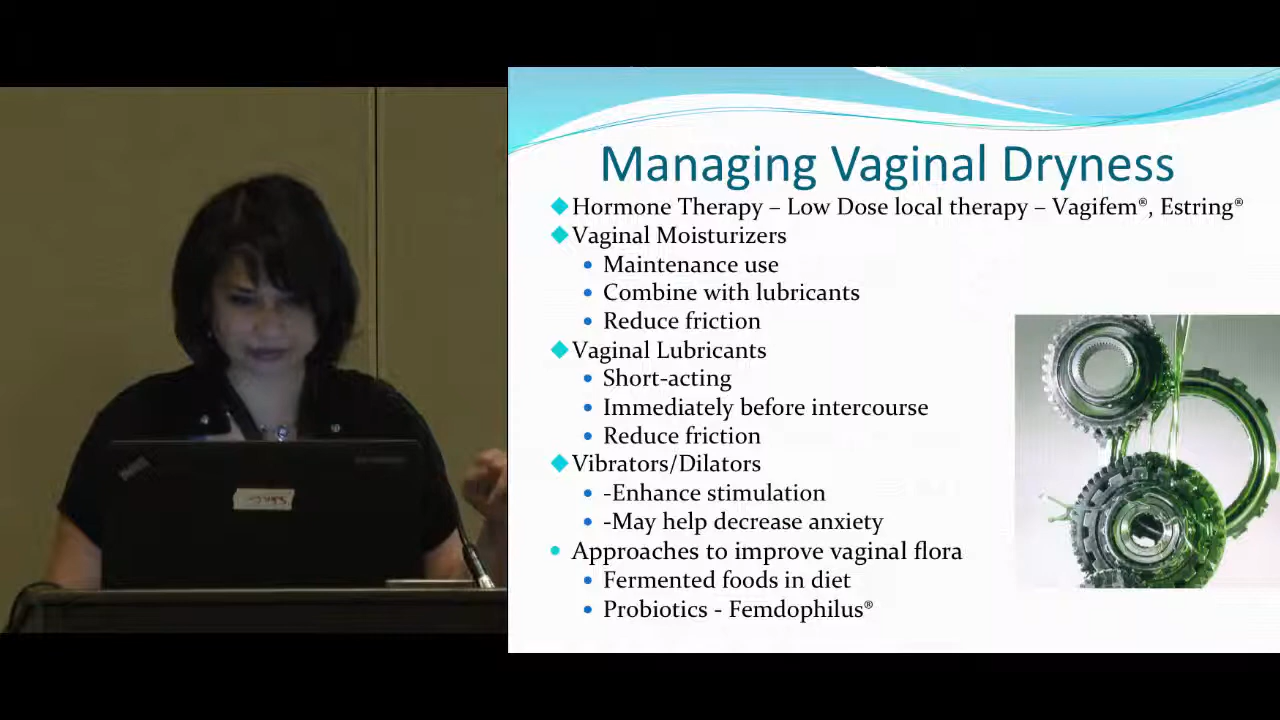 Managing Vaginal Dryness
Hormone Therapy – Low Dose local therapy – Vagifem®, Estring®
Vaginal Moisturizers
Maintenance use
Combine with lubricants
Reduce friction
Vaginal Lubricants
Short-acting
Immediately before intercourse
Reduce friction
Vibrators/Dilators
-Enhance stimulation
-May help decrease anxiety
Approaches to improve vaginal flora
Fermented foods in diet
Probiotics - Femdophilus®